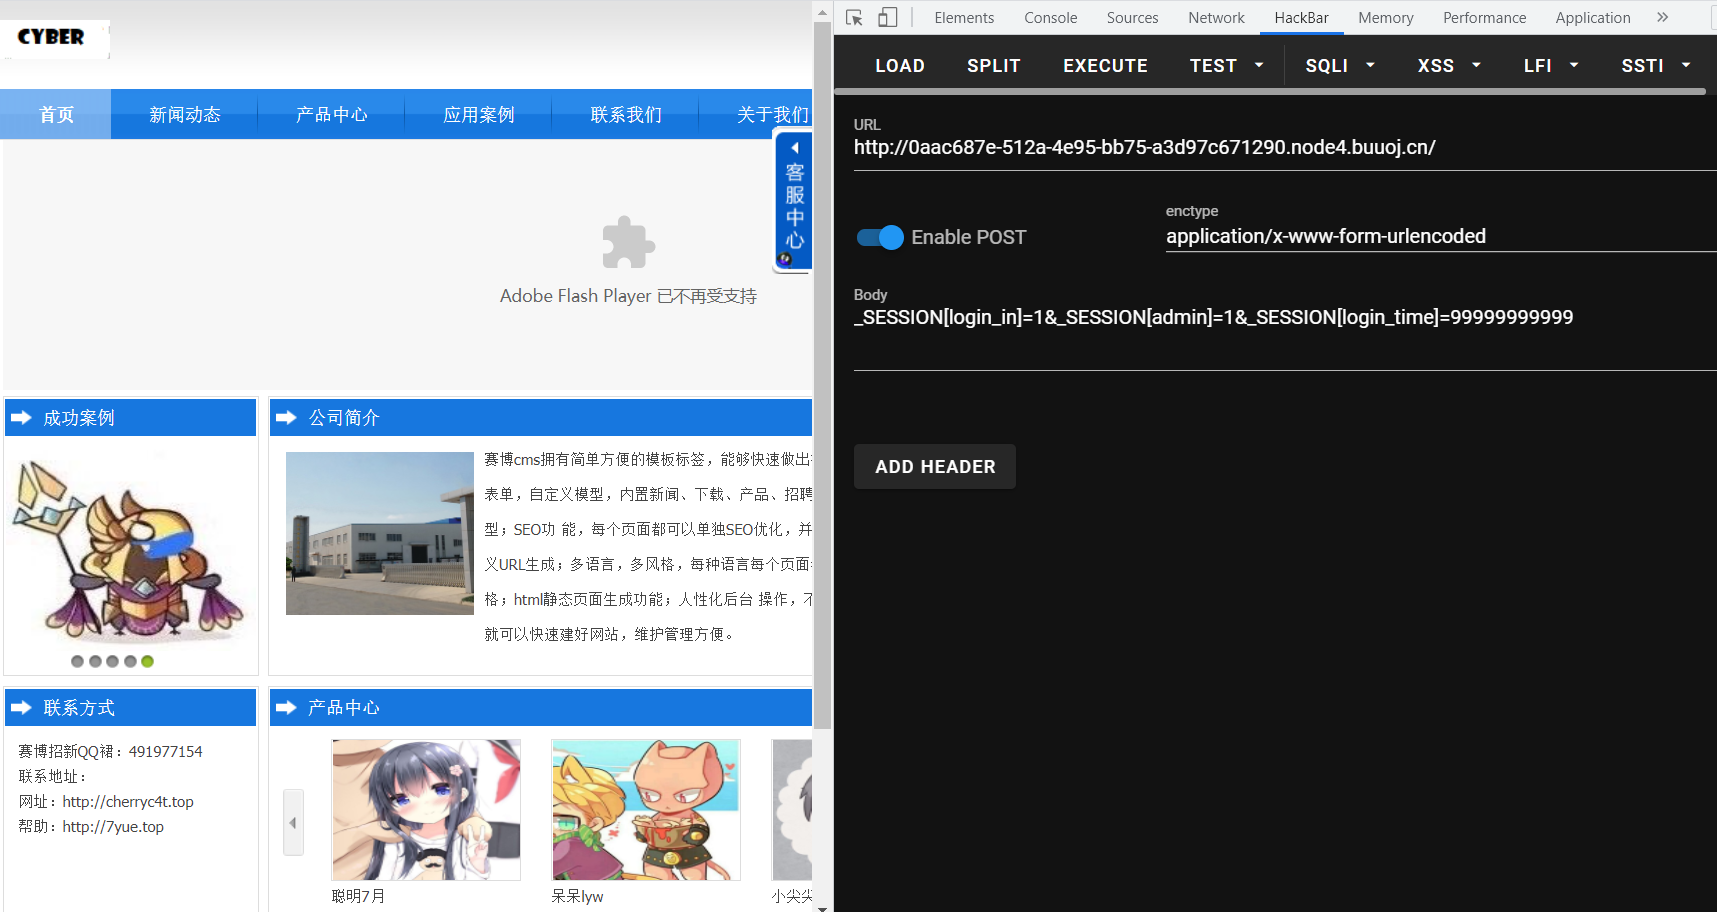 CYBER
首页
新闻动态
产品中心
应用案例
联系我们
关于我们
客服中心
Adobe Flash Player 已不再受支持
成功案例
公司简介
赛博cms拥有简单方便的模板标签，能够快速做出
表单，自定义模型，内置新闻、下载、产品、招聘
型；SEO功 能，每个页面都可以单独SEO优化，并
义URL生成；多语言，多风格，每种语言每个页面
格；html静态页面生成功能；人性化后台 操作，不
就可以快速建好网站，维护管理方便。
联系方式
赛博招新QQ裙：491977154
联系地址：
网址：http://cherryc4t.top
帮助：http://7yue.top
产品中心
聪明7月
呆呆lyw
小尖尖
Elements
Console
Sources
Network
HackBar
Memory
Performance
Application
LOAD
SPLIT
EXECUTE
TEST
SQLI
XSS
LFI
SSTI
URL
http://0aac687e-512a-4e95-bb75-a3d97c671290.node4.buuoj.cn/
Enable POST
enctype
application/x-www-form-urlencoded
Body
_SESSION[login_in]=1&_SESSION[admin]=1&_SESSION[login_time]=99999999999
ADD HEADER